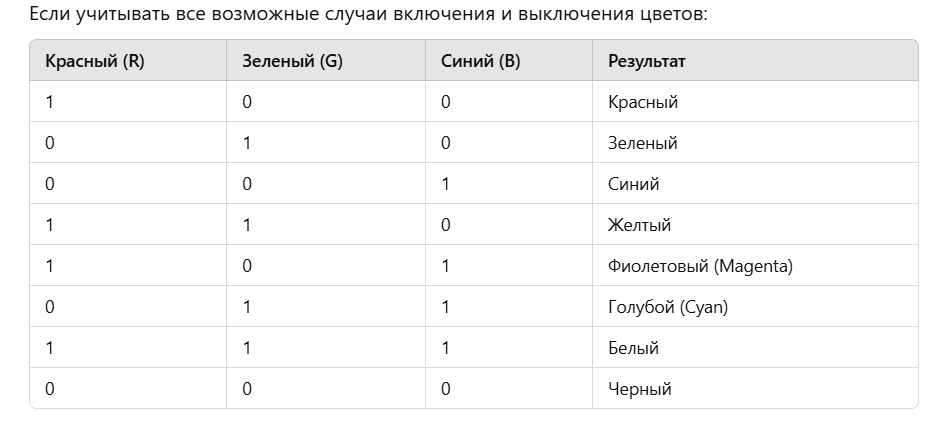 Если учитывать все возможные случаи включения и выключения цветов:
Красный (R) Зеленый (G) Синий (B) Результат
1 0 0 Красный
0 1 0 Зеленый
0 0 1 Синий
1 1 0 Желтый
1 0 1 Фиолетовый (Magenta)
0 1 1 Голубой (Cyan)
1 1 1 Белый
0 0 0 Черный